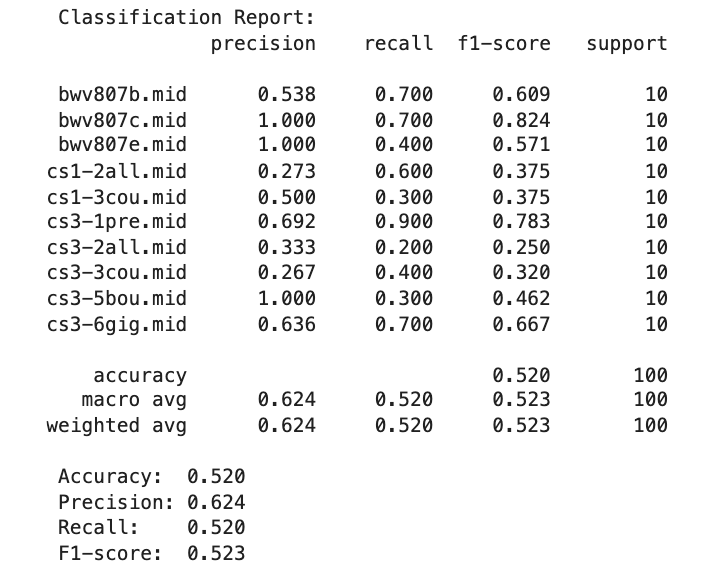 Classification Report:
precision recall f1-score support
bwv807b.mid 0.538 0.700 0.609 10
bwv807c.mid 1.000 0.700 0.824 10
bwv807e.mid 1.000 0.400 0.571 10
cs1-2all.mid 0.273 0.600 0.375 10
cs1-3cou.mid 0.500 0.300 0.375 10
cs3-1pre.mid 0.692 0.900 0.783 10
cs3-2all.mid 0.333 0.200 0.250 10
cs3-3cou.mid 0.267 0.400 0.320 10
cs3-5bou.mid 1.000 0.300 0.462 10
cs3-6gig.mid 0.636 0.700 0.667 10
accuracy 0.520 100
macro avg 0.624 0.520 0.523 100
weighted avg 0.624 0.520 0.523 100
Accuracy: 0.520
Precision: 0.624
Recall: 0.520
F1-score: 0.523